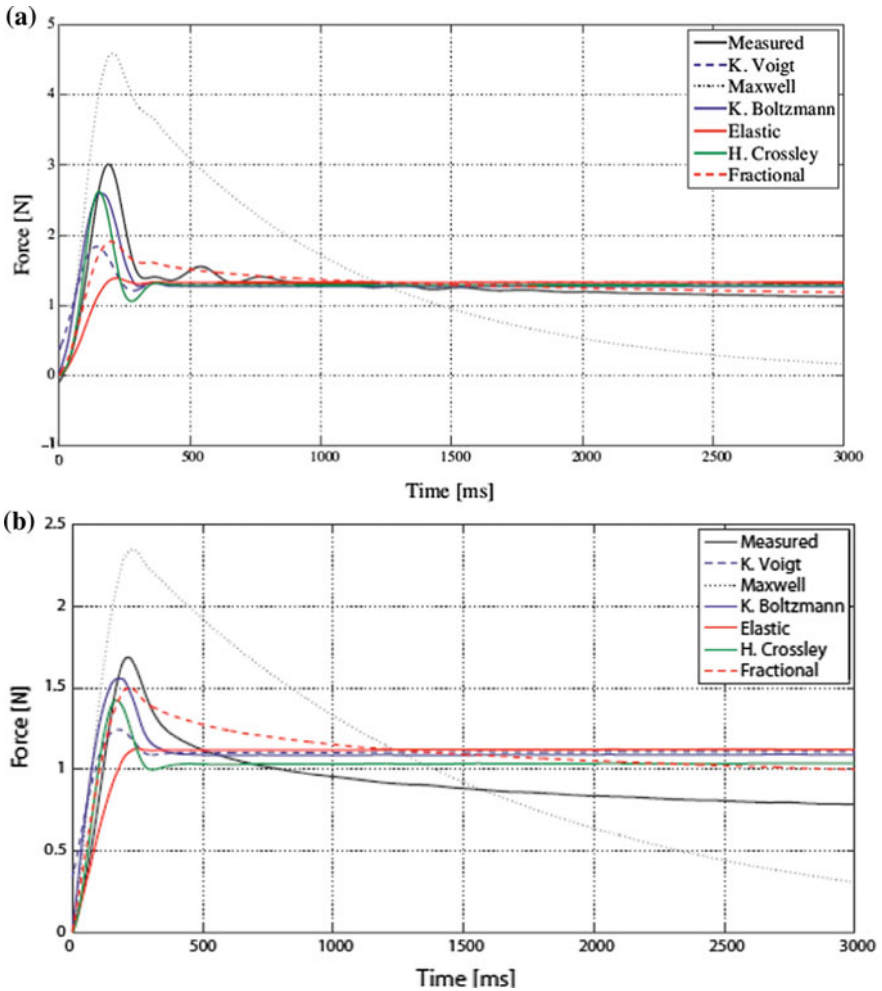 (a)
5
4
3
2
1
0
-1
Force [N]
Measured
K. Voigt
Maxwell
K. Boltzmann
Elastic
H. Crossley
Fractional
0
500
1000
1500
2000
2500
3000
Time [ms]
(b)
2.5
2
1.5
1
0.5
0
Force [N]
Measured
K. Voigt
Maxwell
K. Boltzmann
Elastic
H. Crossley
Fractional
0
500
1000
1500
2000
2500
3000
Time [ms]